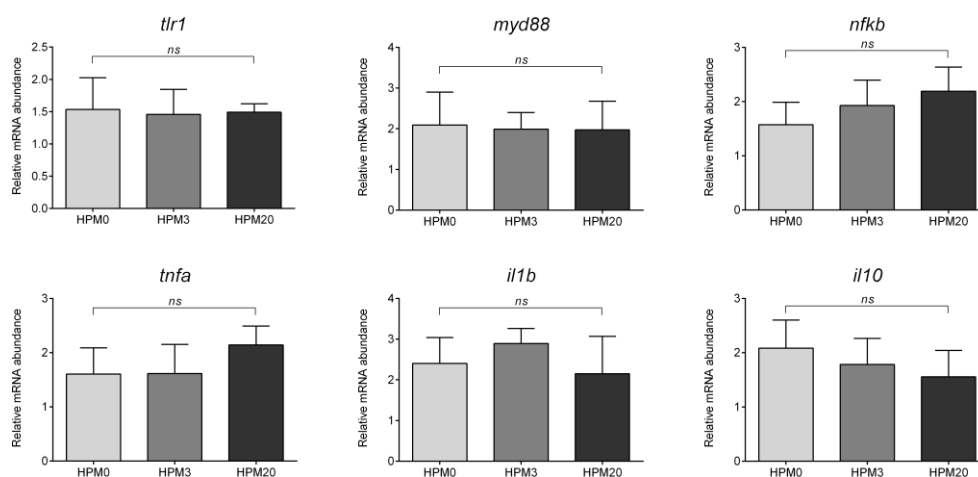 tlr1
ns
Relative mRNA abundance
2.5
2.0
1.5
1.0
0.5
0.0
HPM0 HPM3 HPM20
myd88
ns
Relative mRNA abundance
4
3
2
1
0
HPM0 HPM3 HPM20
nfkb
ns
Relative mRNA abundance
3
2
1
0
HPM0 HPM3 HPM20
tnfa
ns
Relative mRNA abundance
3
2
1
0
HPM0 HPM3 HPM20
il1b
ns
Relative mRNA abundance
4
3
2
1
0
HPM0 HPM3 HPM20
il10
ns
Relative mRNA abundance
3
2
1
0
HPM0 HPM3 HPM20